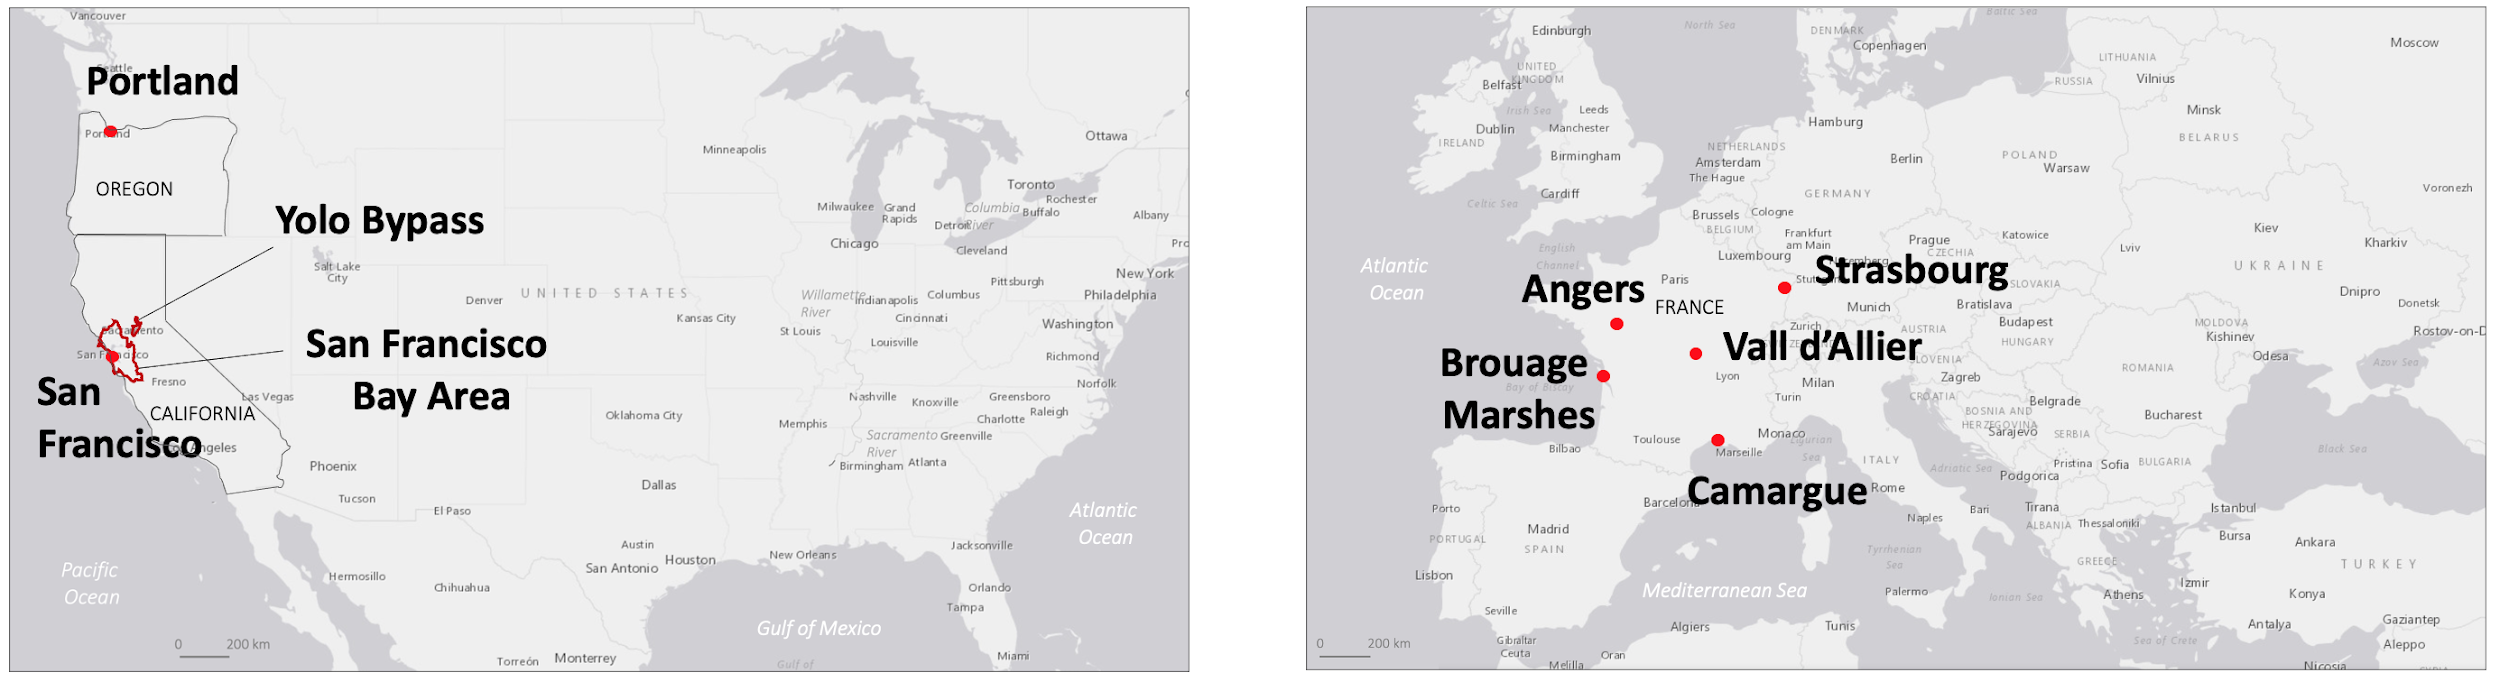 Vancouver
Seattle
Portland
Portland
OREGON
Yolo Bypass
Salt Lake
City
Denver
UNITED STATES
Minneapolis
Milwaukee
Grand
Rapids
Columbia
River
Detroit
Toronto
Rochester
Buffalo
Ottawa
Albany
Chicago
Cleveland
Pittsburgh
New York
Philadelphia
Willamette
River
Indianapolis
Columbus
Cincinnati
Kansas City
St Louis
Louisville
Washington
Richmond
Norfolk
Sacramento
San Francisco
San Francisco
Bay Area
Fresno
Las Vegas
San
Francisco
CALIFORNIA
Los Angeles
Nashville
Knoxville
Greensboro
Raleigh
Charlotte
Oklahoma City
Memphis
Sacramento
River
Greenville
Birmingham
Atlanta
Phoenix
Tucson
El Paso
Dallas
Atlantic
Ocean
Austin
Houston
San Antonio
New Orleans
Jacksonville
Orlando
Tampa
Miami
Pacific
Ocean
Hermosillo
Chihuahua
Gulf of Mexico
0 200 km
Torreón
Monterrey
Gulf of
Edinburgh
North Sea
Baltic Sea
DENMARK
Copenhagen
Moscow
LITHUANIA
UNITED
KINGDOM
Belfast
RUSSIA
Vilnius
Irish Sea
Leeds
Minsk
Dublin
Manchester
Hamburg
BELARUS
IRELAND
Birmingham
NETHERLANDS
Amsterdam
The Hague
Berlin
POLAND
Warsaw
Cardiff
GERMANY
Voronezh
Celtic Sea
Brussels
BELGIUM
Cologne
Frankfurt
am Main
Prague
CZECHIA
Katowice
Kiev
Lviv
Kharkiv
English
Channel
Luxembourg
Nuremberg
Atlantic
Ocean
Angers
Paris
FRANCE
Strasbourg
Stuttgart
SLOVAKIA
UKRAINE
Dnipro
Donetsk
Munich
Bratislava
Zurich
AUSTRIA
Budapest
HUNGARY
MOLDOVA
Kishinev
Rostov-on-D
Brouage
Marshes
Vall d'Allier
SLOVENIA
Odesa
Azov Sea
Bay of Biscay
Lyon
Milan
Zagreb
ROMANIA
Turin
CROATIA
BOSNIA AND
HERZEGOVINA
Belgrade
Bucharest
Sarajevo
SERBIA
Toulouse
Monaco
Marseille
Ligurian
Sea
Bilbao
ITALY
Adriatic Sea
Pristina
Sofia
BULGARIA
Black Sea
Podgorica
Camargue
Rome
Barcelona
Porto
Madrid
SPAIN
Naples
Bari
Tirana
ALBANIA
Thessaloniki
Istanbul
Bursa
Ankara
PORTUGAL
Tyrrhenian
Sea
GREECE
TURKEY
Lisbon
Mediterranean Sea
Palermo
Ionian Sea
Athens
Izmir
Konya
Seville
Gibraltar
Ceuta
Algiers
Tunis
Antalya
Gaziantep
Aleppo
Sea of Crete
0 200 km
Oran
Melilla
Nicosia